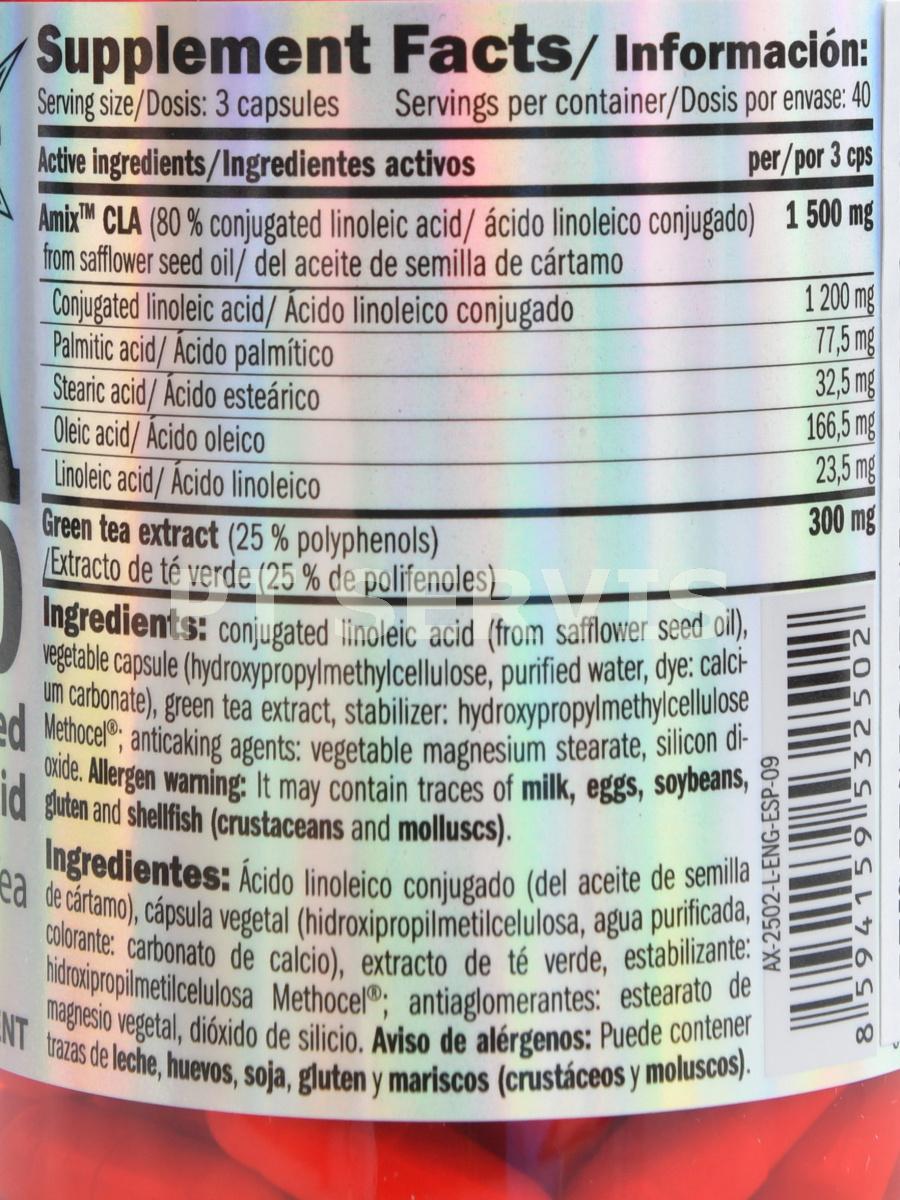 Supplement Facts/ Información:
Serving size/Dosis: 3 capsules Servings per container/Dosis por envase: 40
Active ingredients/Ingredientes activos per/por 3 cps
Amix™ CLA (80 % conjugated linoleic acid/ ácido linoleico conjugado) 1 500 mg
from safflower seed oil/ del aceite de semilla de cártamo
Conjugated linoleic acid/ Ácido linoleico conjugado 1 200 mg
Palmitic acid/ Ácido palmítico 77,5 mg
Stearic acid/ Ácido esteárico 32,5 mg
Oleic acid/ Ácido oleico 166,5 mg
Linoleic acid/ Ácido linoleico 23,5 mg
Green tea extract (25 % polyphenols) 300 mg
/Extracto de té verde (25 % de polifenoles)
PIT SERVIS
Ingredients: conjugated linoleic acid (from safflower seed oil),
vegetable capsule (hydroxypropylmethylcellulose, purified water, dye: calci-
um carbonate), green tea extract, stabilizer: hydroxypropylmethylcellulose
Methocel®; anticaking agents: vegetable magnesium stearate, silicon di-
oxide. Allergen warning: It may contain traces of milk, eggs, soybeans,
gluten and shellfish (crustaceans and molluscs).
Ingredientes: Ácido linoleico conjugado (del aceite de semilla
de cártamo), cápsula vegetal (hidroxipropilmetilcelulosa, agua purificada,
colorante: carbonato de calcio), extracto de té verde, estabilizante:
hidroxipropilmetilcelulosa Methocel®; antiaglomerantes: estearato de
magnesio vegetal, dióxido de silicio. Aviso de alérgenos: Puede contener
trazas de leche, huevos, soja, gluten y mariscos (crustáceos y moluscos).
AX-2502-L-ENG-ESP-09
8 594159 532502
ed
id
ea
ENT